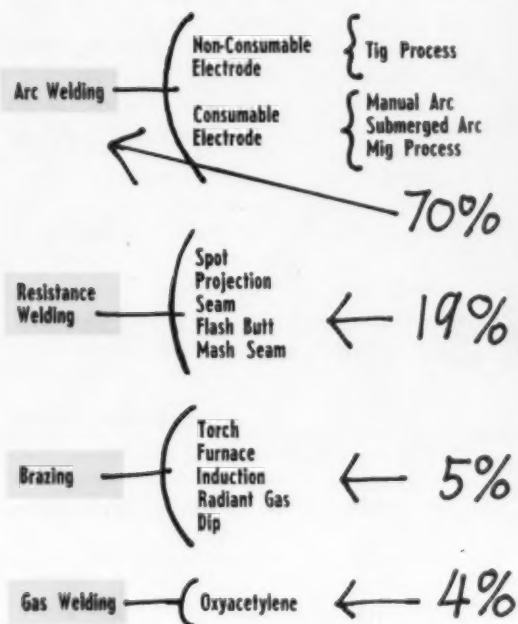 Arc Welding
Non-Consumable
Electrode
Tig Process
Consumable
Electrode
Manual Arc
Submerged Arc
Mig Process
70%
Resistance
Welding
Spot
Projection
Seam
Flash Butt
Mash Seam
19%
Brazing
Torch
Furnace
Induction
Radiant Gas
Dip
5%
Gas Welding
Oxyacetylene
4%